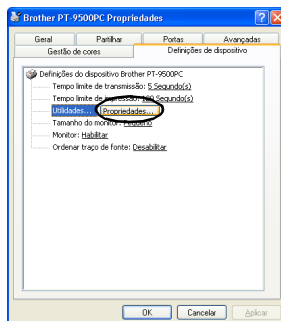 Brother PT-9500PC Propriedades
Geral Partilhar Portas Avançadas
Gestão de cores Definições de dispositivo
Definições do dispositivo Brother PT-9500PC
Tempo limite de transmissão: 5 Segundo(s)
Tempo limite de impressão: Segundo(s)
Utilidades... Propriedades...
Tamanho do monitor: Pequeno
Monitor: Habilitar
Ordenar traço de fonte: Desabilitar
OK Cancelar Aplicar